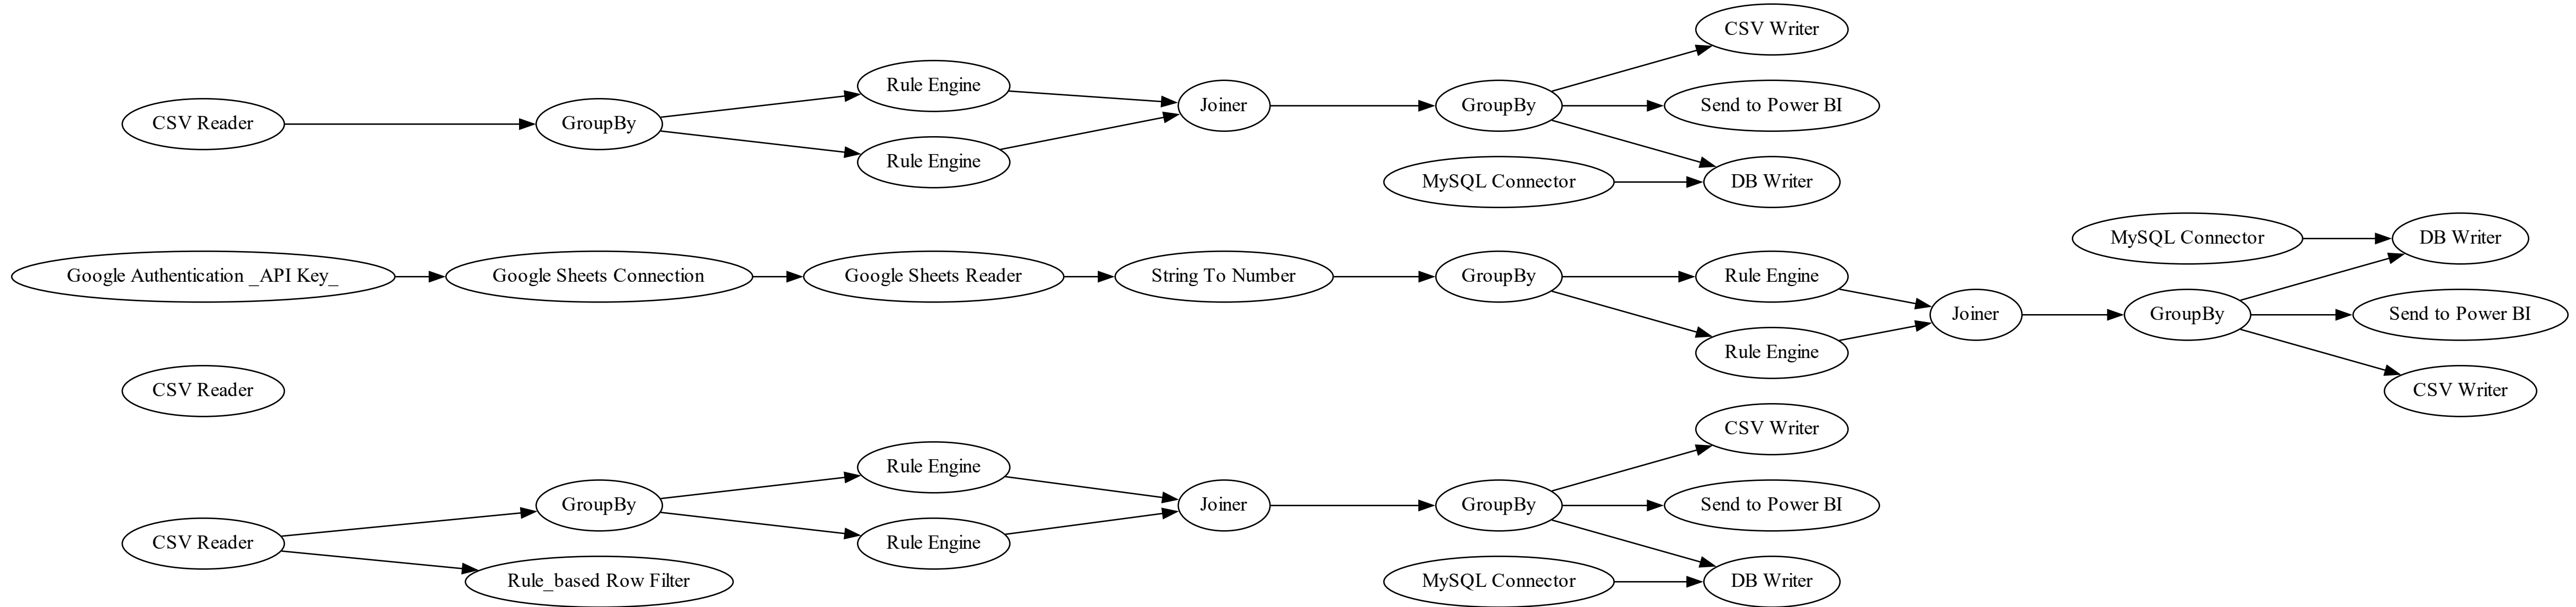 CSV Reader
GroupBy
Rule Engine
Rule Engine
Joiner
GroupBy
CSV Writer
Send to Power BI
MySQL Connector
DB Writer
Google Authentication _API Key_
Google Sheets Connection
Google Sheets Reader
String To Number
GroupBy
Rule Engine
Rule Engine
Joiner
MySQL Connector
DB Writer
GroupBy
Send to Power BI
CSV Writer
CSV Reader
CSV Reader
GroupBy
Rule_based Row Filter
Rule Engine
Rule Engine
Joiner
GroupBy
CSV Writer
Send to Power BI
MySQL Connector
DB Writer